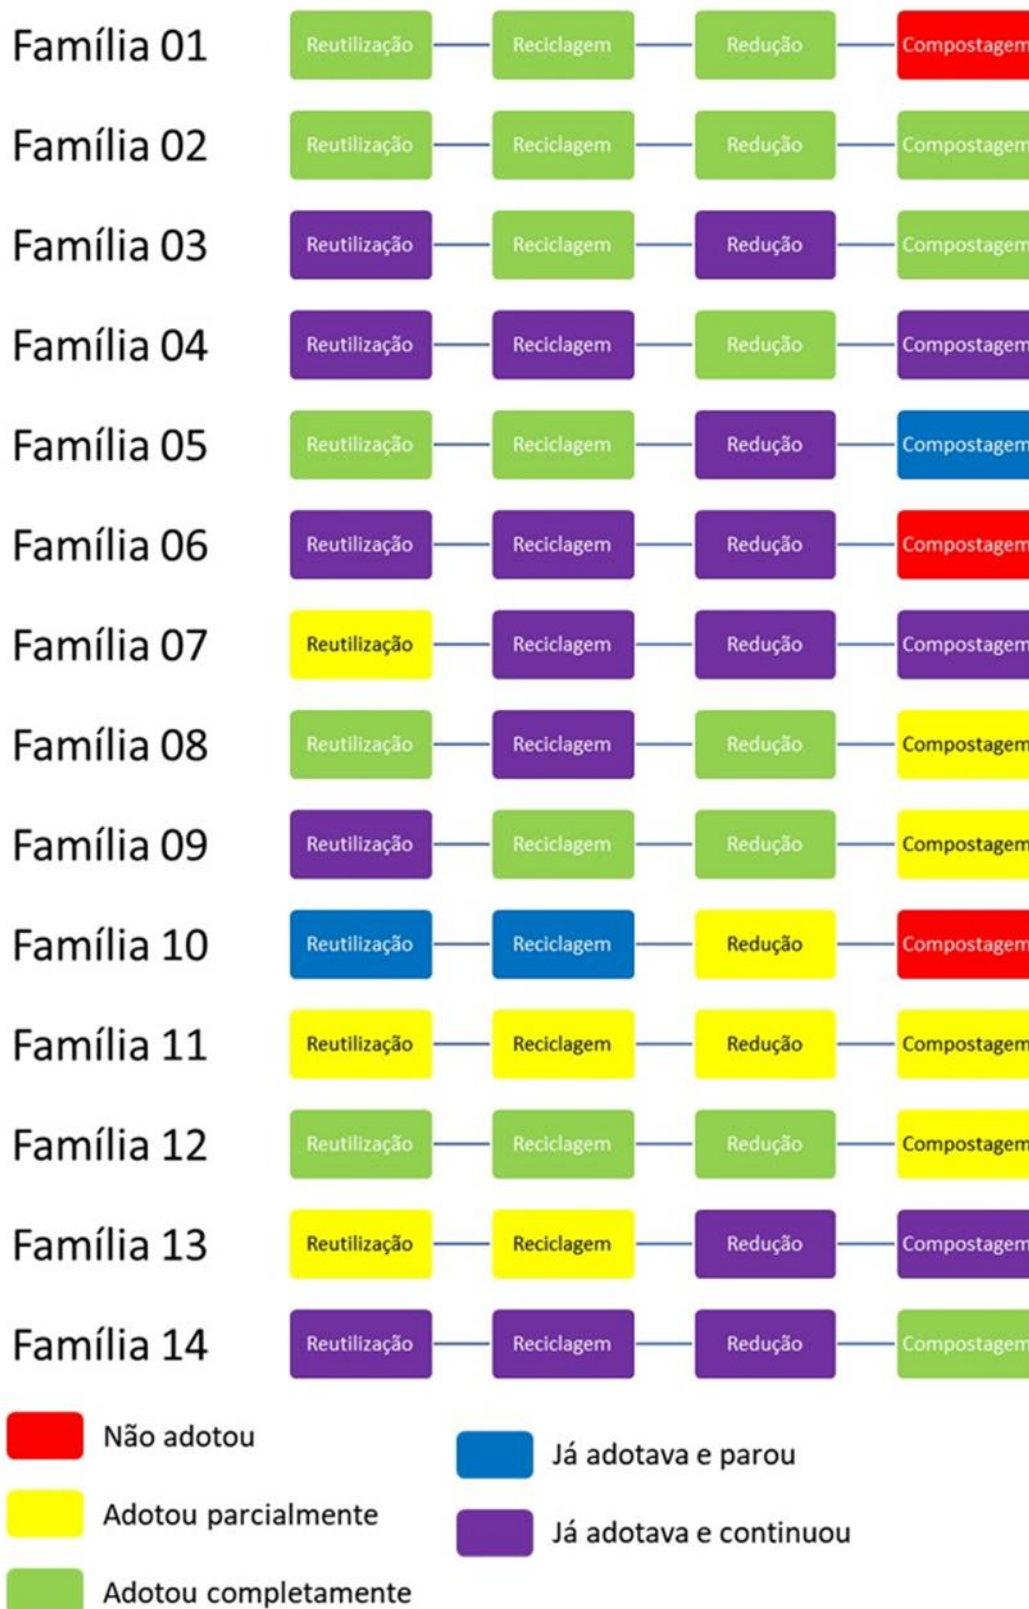 Família 01 Reutilização Reciclagem Redução Compostagem
Família 02 Reutilização Reciclagem Redução Compostagem
Família 03 Reutilização Reciclagem Redução Compostagem
Família 04 Reutilização Reciclagem Redução Compostagem
Família 05 Reutilização Reciclagem Redução Compostagem
Família 06 Reutilização Reciclagem Redução Compostagem
Família 07 Reutilização Reciclagem Redução Compostagem
Família 08 Reutilização Reciclagem Redução Compostagem
Família 09 Reutilização Reciclagem Redução Compostagem
Família 10 Reutilização Reciclagem Redução Compostagem
Família 11 Reutilização Reciclagem Redução Compostagem
Família 12 Reutilização Reciclagem Redução Compostagem
Família 13 Reutilização Reciclagem Redução Compostagem
Família 14 Reutilização Reciclagem Redução Compostagem
Não adotou
Adotou parcialmente
Adotou completamente
Já adotava e parou
Já adotava e continuou